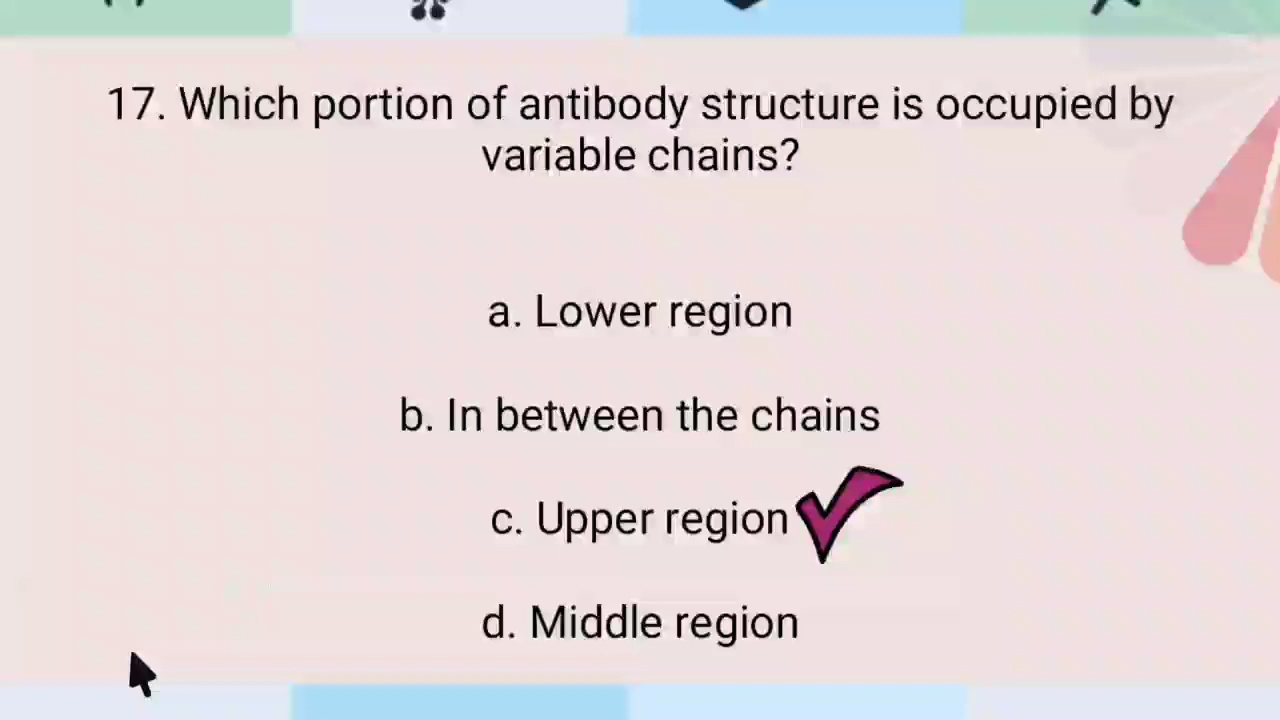 17. Which portion of antibody structure is occupied by
variable chains?
a. Lower region
b. In between the chains
c. Upper region
d. Middle region